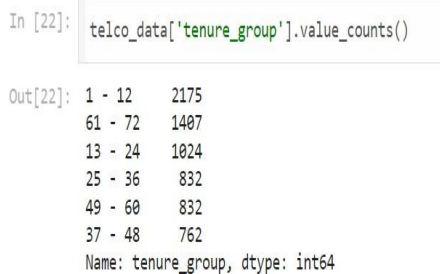 In [22]: telco_data['tenure_group'].value_counts()
Out[22]: 1 - 12 2175
61 - 72 1407
13 - 24 1024
25 - 36 832
49 - 60 832
37 - 48 762
Name: tenure_group, dtype: int64